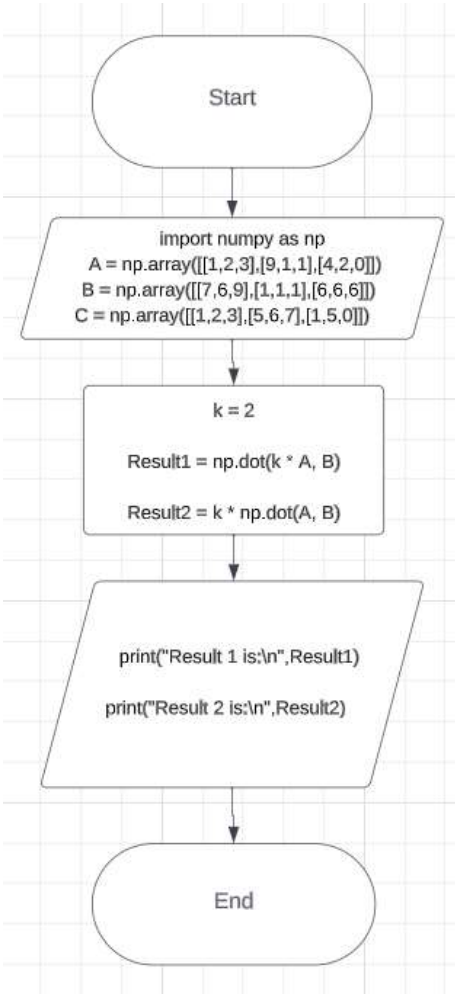 Start
import numpy as np
A = np.array([[1,2,3],[9,1,1],[4,2,0]])
B = np.array([[7,6,9],[1,1,1],[6,6,6]])
C = np.array([[1,2,3],[5,6,7],[1,5,0]])
k = 2
Result1 = np.dot(k * A, B)
Result2 = k * np.dot(A, B)
print("Result 1 is:\n",Result1)
print("Result 2 is:\n",Result2)
End